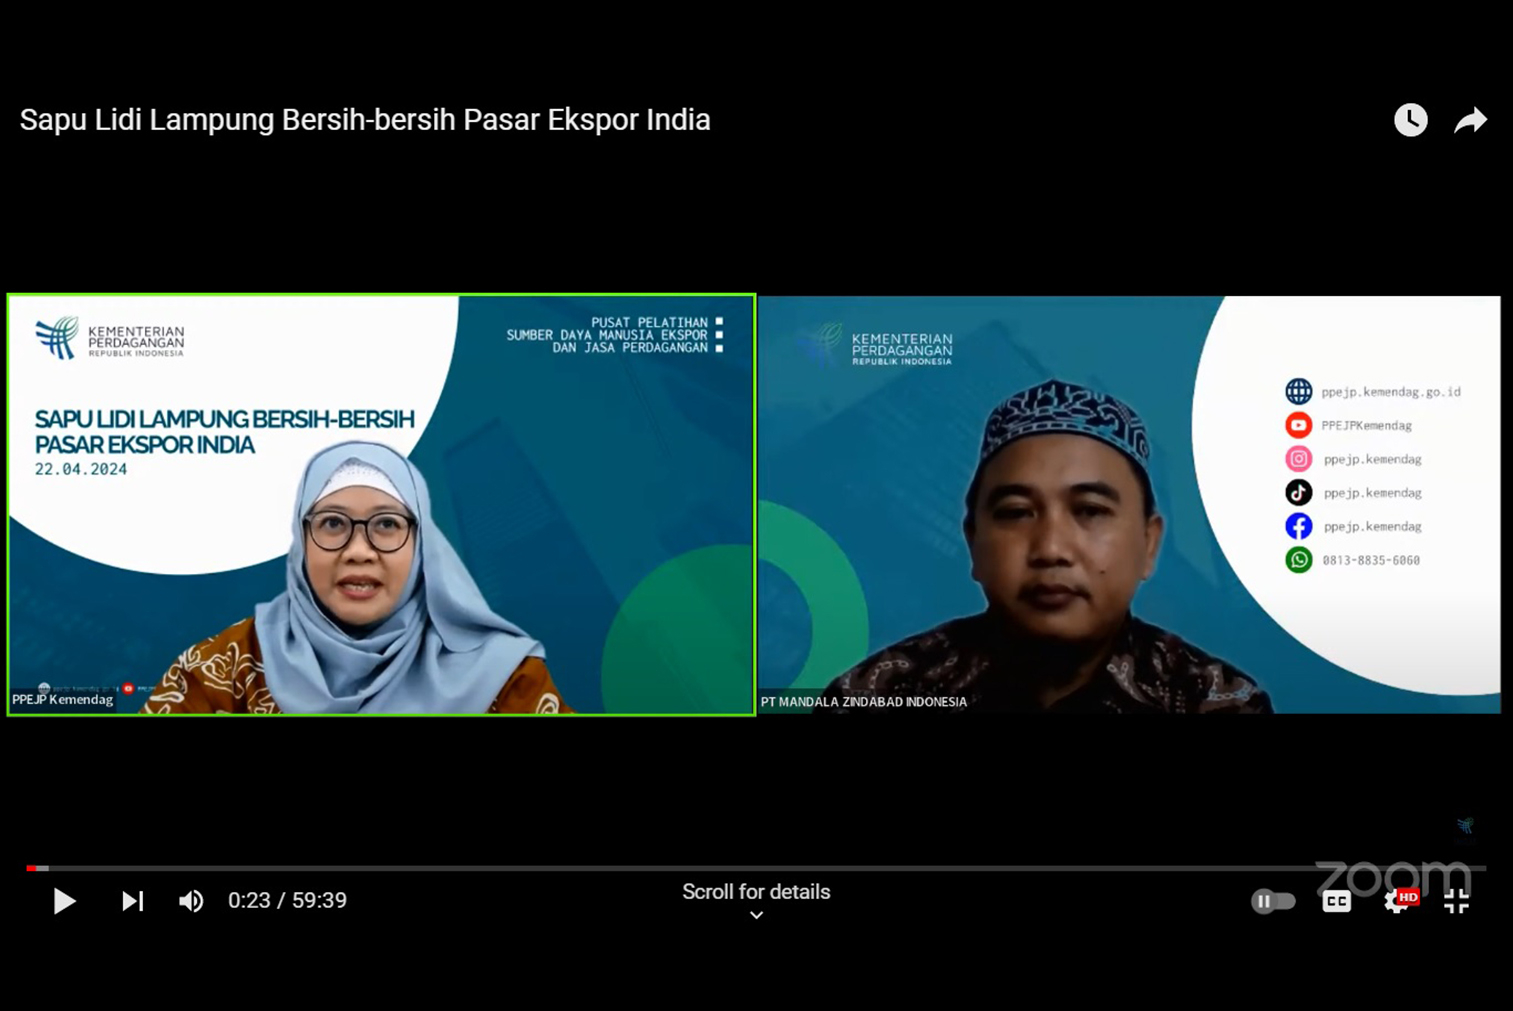 Sapu Lidi Lampung Bersih-bersih Pasar Ekspor India
KEMENTERIAN
PERDAGANGAN
REPUBLIK INDONESIA
PUSAT PELATIHAN
SUMBER DAYA MANUSIA EKSPOR
DAN JASA PERDAGANGAN
SAPU LIDI LAMPUNG BERSIH-BERSIH
PASAR EKSPOR INDIA
22.04.2024
PPEJP Kemendag
KEMENTERIAN
PERDAGANGAN
REPUBLIK INDONESIA
ppejp.kemendag.go.id
PPEJPKemendag
ppejp.kemendag
ppejp.kemendag
ppejp.kemendag
0813-8835-6060
PT MANDALA ZINDABAD INDONESIA
zoom
0:23 / 59:39
Scroll for details
CC
HD